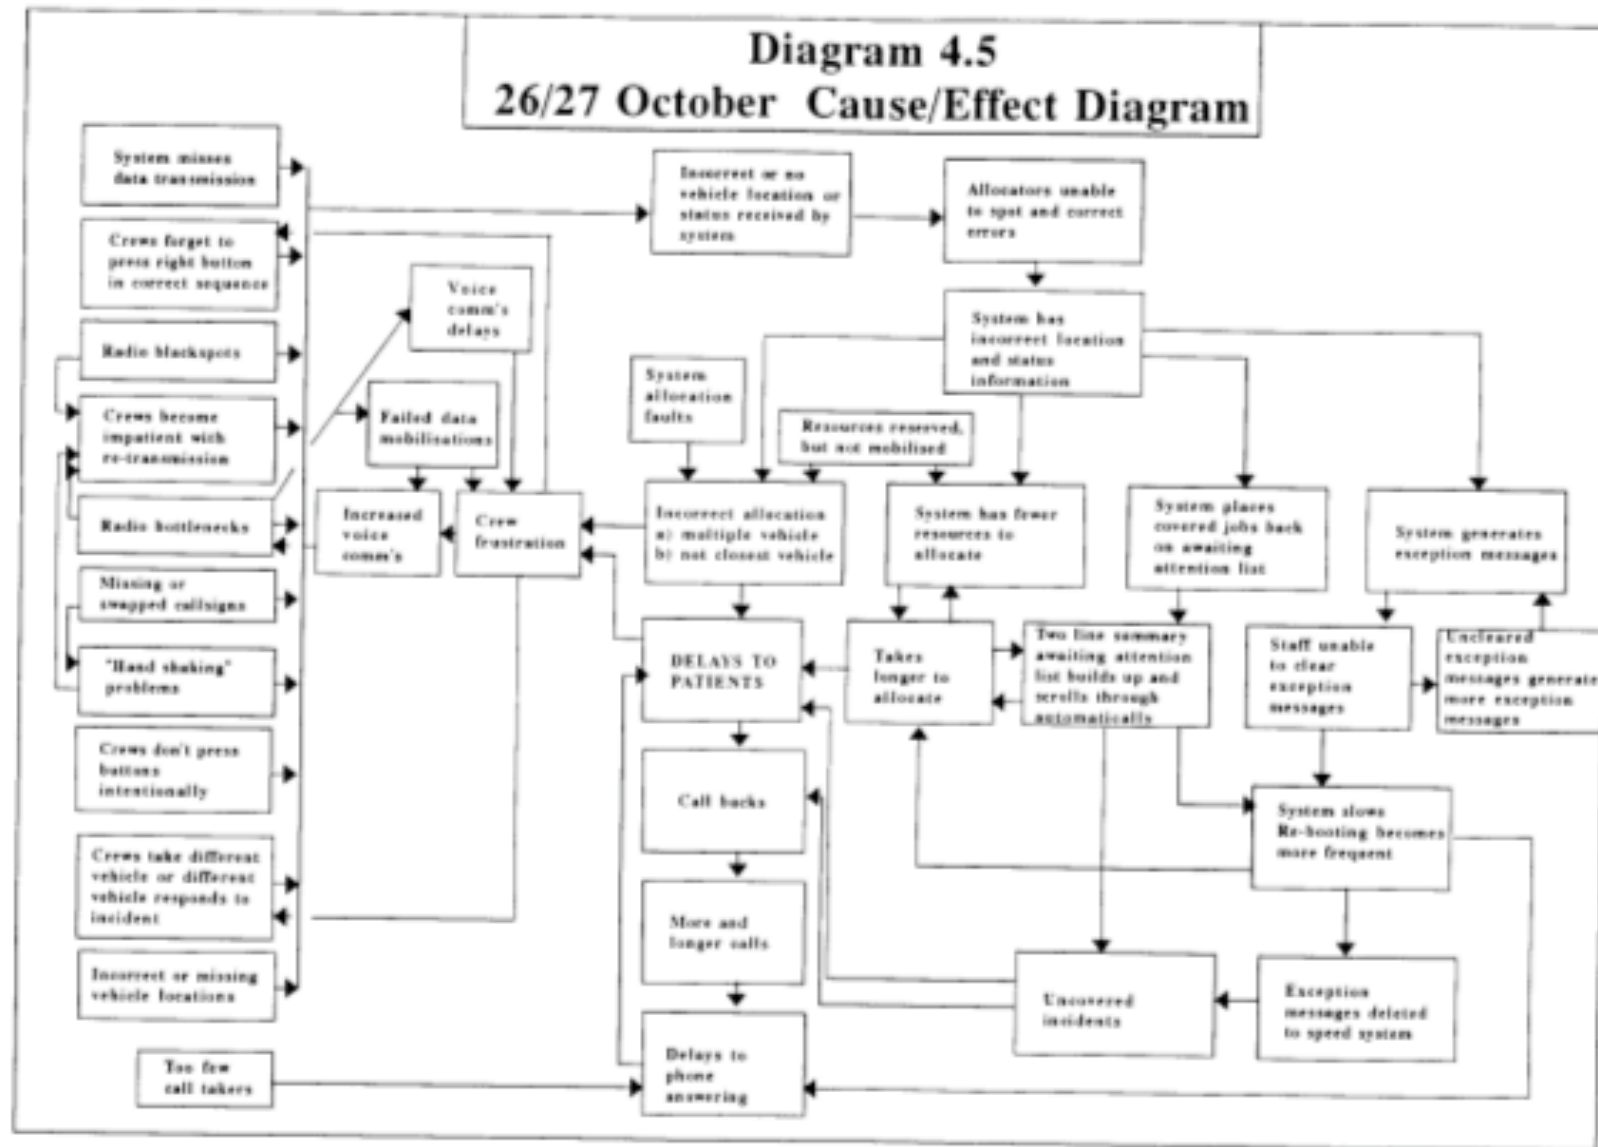 Diagram 4.5
26/27 October Cause/Effect Diagram
System misses
data transmission
Crews forget to
press right button
in correct sequence
Radio blackspots
Crews become
impatient with
re-transmission
Radio bottlenecks
Missing or
swapped callsigns
"Hand shaking"
problems
Crews don't press
buttons
intentionally
Crews take different
vehicle or different
vehicle responds to
incident
Incorrect or missing
vehicle locations
Too few
call takers
Voice
comm's
delays
Failed data
mobilisations
Increased
voice
comm's
Crew
frustration
Incorrect or no
vehicle location or
status received by
system
Allocators unable
to spot and correct
errors
System has
incorrect location
and status
information
System
allocation
faults
Resources reserved,
but not mobilised
Incorrect allocation
a) multiple vehicle
b) not closest vehicle
System has fewer
resources to
allocate
System places
covered jobs back
on awaiting
attention list
System generates
exception messages
DELAYS TO
PATIENTS
Takes
longer to
allocate
Two line summary
awaiting attention
list builds up and
scrolls through
automatically
Staff unable
to clear
exception
messages
Uncleared
exception
messages generate
more exception
messages
Call backs
System slows
Re-booting becomes
more frequent
More and
longer calls
Uncovered
incidents
Exception
messages deleted
to speed system
Delays to
phone
answering